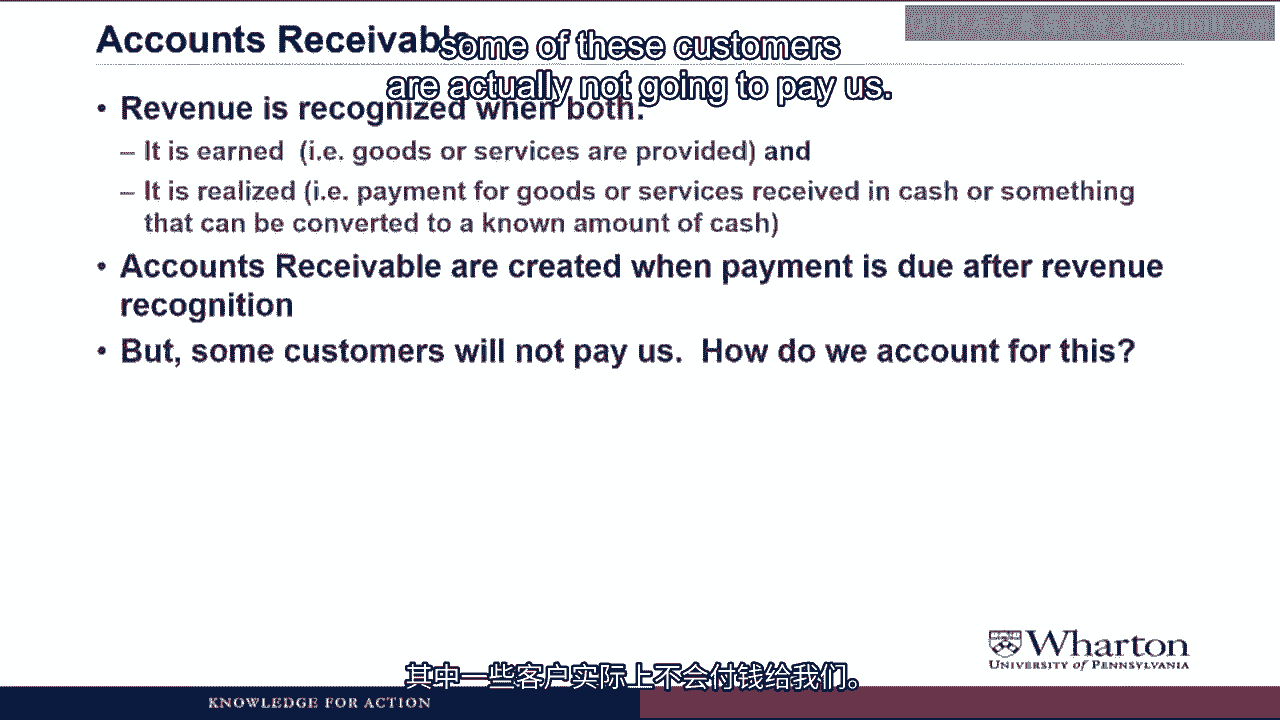 Accounts Receivable
some of these customers
are actually not going to pay us.
• Revenue is recognized when both:
– It is earned (i.e. goods or services are provided) and
– It is realized (i.e. payment for goods or services received in cash or something
that can be converted to a known amount of cash)
• Accounts Receivable are created when payment is due after revenue
recognition
• But, some customers will not pay us. How do we account for this?
Wharton
UNIVERSITY of PENNSYLVANIA
其中一些客户实际上不会付钱给我们。
KNOWLEDGE FOR ACTION